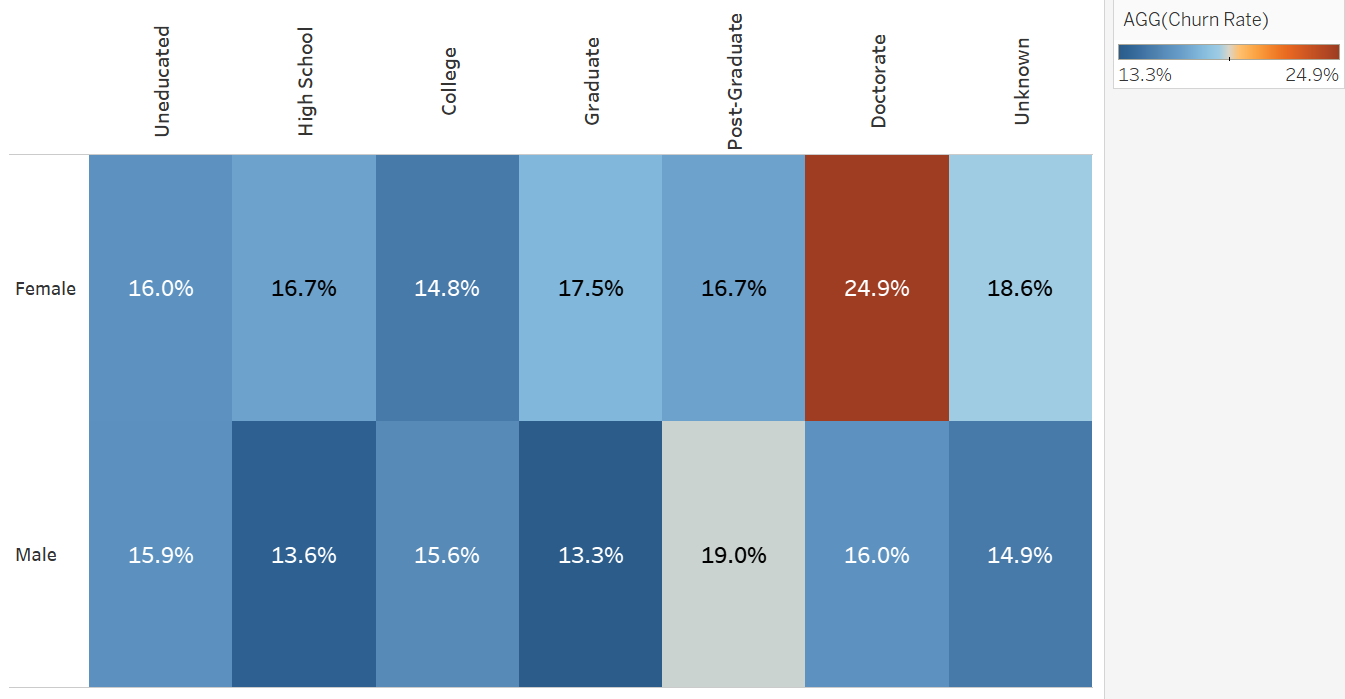 Uneducated
High School
College
Graduate
Post-Graduate
Doctorate
Unknown
AGG(Churn Rate)
13.3% 24.9%
Female 16.0% 16.7% 14.8% 17.5% 16.7% 24.9% 18.6%
Male 15.9% 13.6% 15.6% 13.3% 19.0% 16.0% 14.9%